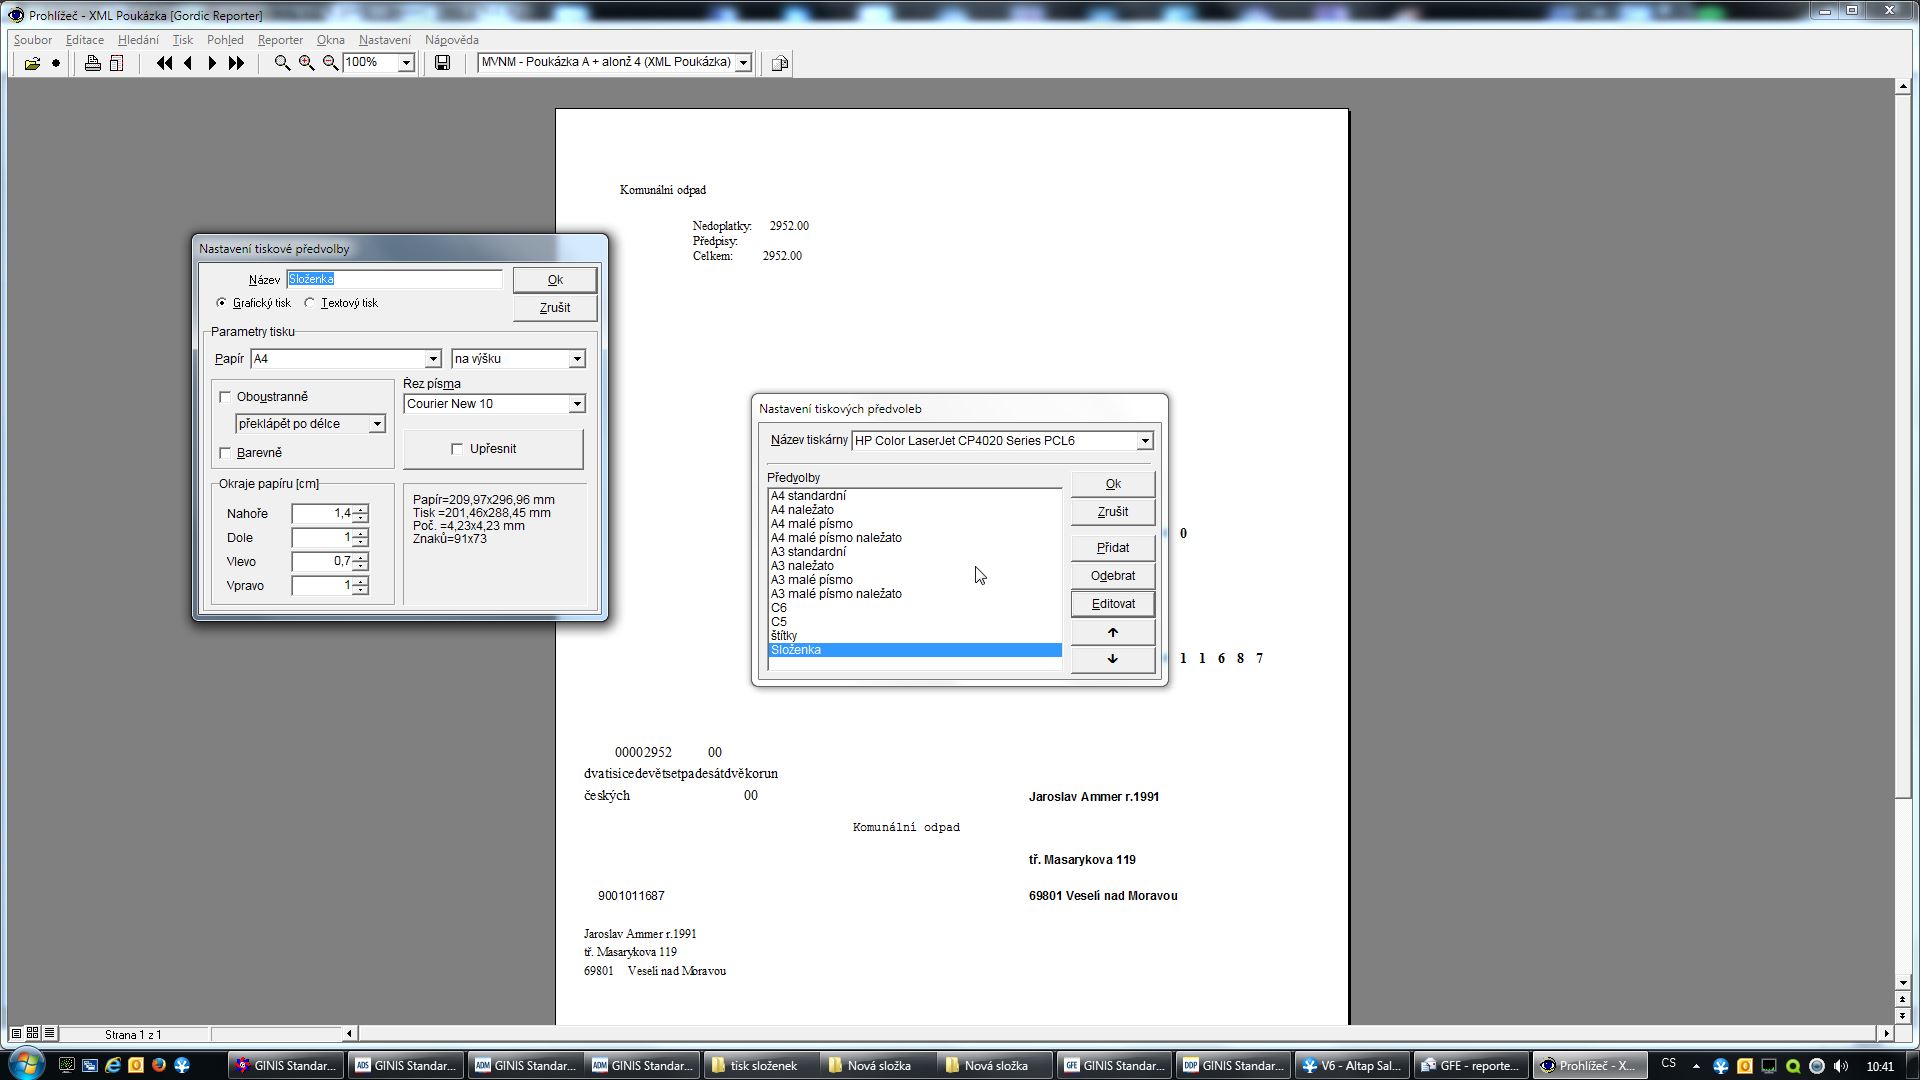 Prohlížeč - XML Poukázka [Gordic Reporter]
Soubor Editace Hledání Tisk Pohled Reporter Okna Nastavení Nápověda
100% MVNM - Poukázka A + alonž 4 (XML Poukázka)
Komunální odpad
Nedoplatky: 2952.00
Předpisy:
Celkem: 2952.00
Nastavení tiskové předvolby
Název Složenka Ok
Grafický tisk Textový tisk Zrušit
Parametry tisku
Papír A4 na výšku
Řez písma
Oboustranně Courier New 10
překlápět po délce
Barevně Upřesnit
Okraje papíru [cm]
Nahoře 1,4
Dole 1
Vlevo 0,7
Vpravo 1
Papír=209,97x296,96 mm
Tisk =201,46x288,45 mm
Poč. =4,23x4,23 mm
Znaků=91x73
Nastavení tiskových předvoleb
Název tiskárny HP Color LaserJet CP4020 Series PCL6
Předvolby
A4 standardní
A4 naležato
A4 malé písmo
A4 malé písmo naležato
A3 standardní
A3 naležato
A3 malé písmo
A3 malé písmo naležato
C6
C5
štítky
Složenka
Ok
Zrušit
Přidat
Odebrat
Editovat
0
1 1 6 8 7
00002952 00
dvatisícedevětsetpadesátdvěkorun
českých 00
Jaroslav Ammer r.1991
Komunální odpad
tř. Masarykova 119
9001011687 69801 Veselí nad Moravou
Jaroslav Ammer r.1991
tř. Masarykova 119
69801 Veselí nad Moravou
Strana 1 z 1
GINIS Standar... ADS GINIS Standar... ADM GINIS Standar... ADM GINIS Standar... tisk složenek Nová složka Nová složka GFE GINIS Standar... DDP GINIS Standar... V6 - Altap Sal... GFE - reporte... Prohlížeč - X... CS 10:41